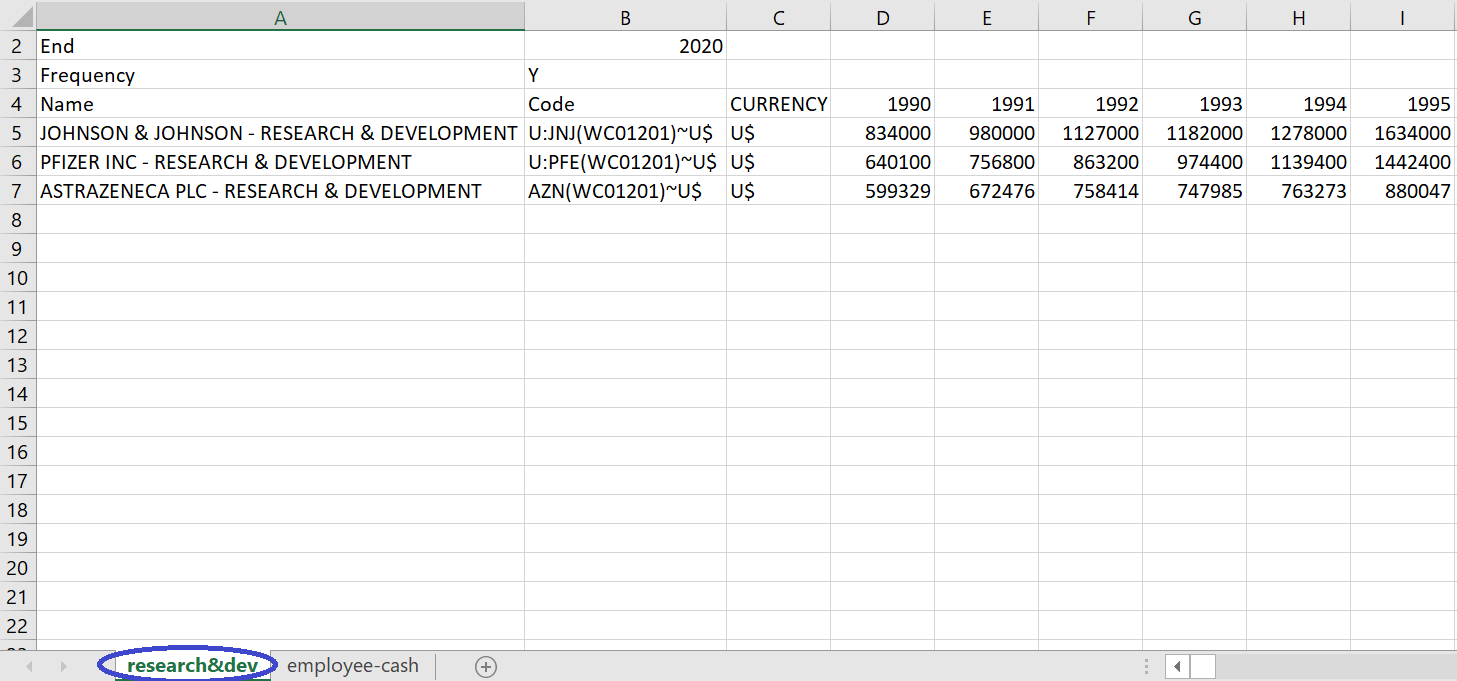 A B C D E F G H I
2 End 2020
3 Frequency Y
4 Name Code CURRENCY 1990 1991 1992 1993 1994 1995
5 JOHNSON & JOHNSON - RESEARCH & DEVELOPMENT U:JNJ(WC01201)~U$ U$ 834000 980000 1127000 1182000 1278000 1634000
6 PFIZER INC - RESEARCH & DEVELOPMENT U:PFE(WC01201)~U$ U$ 640100 756800 863200 974400 1139400 1442400
7 ASTRAZENECA PLC - RESEARCH & DEVELOPMENT AZN(WC01201)~U$ U$ 599329 672476 758414 747985 763273 880047
8
9
10
11
12
13
14
15
16
17
18
19
20
21
22
research&dev employee-cash